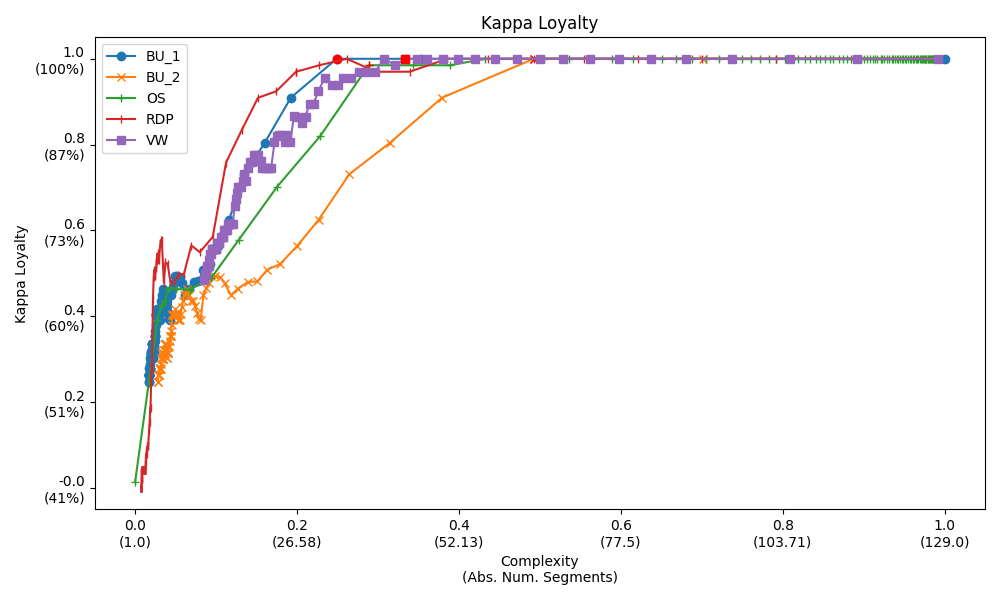 Kappa Loyalty
BU_1
BU_2
OS
RDP
VW
Kappa Loyalty
1.0
(100%)
0.8
(87%)
0.6
(73%)
0.4
(60%)
0.2
(51%)
-0.0
(41%)
0.0
(1.0)
0.2
(26.58)
0.4
(52.13)
0.6
(77.5)
0.8
(103.71)
1.0
(129.0)
Complexity
(Abs. Num. Segments)